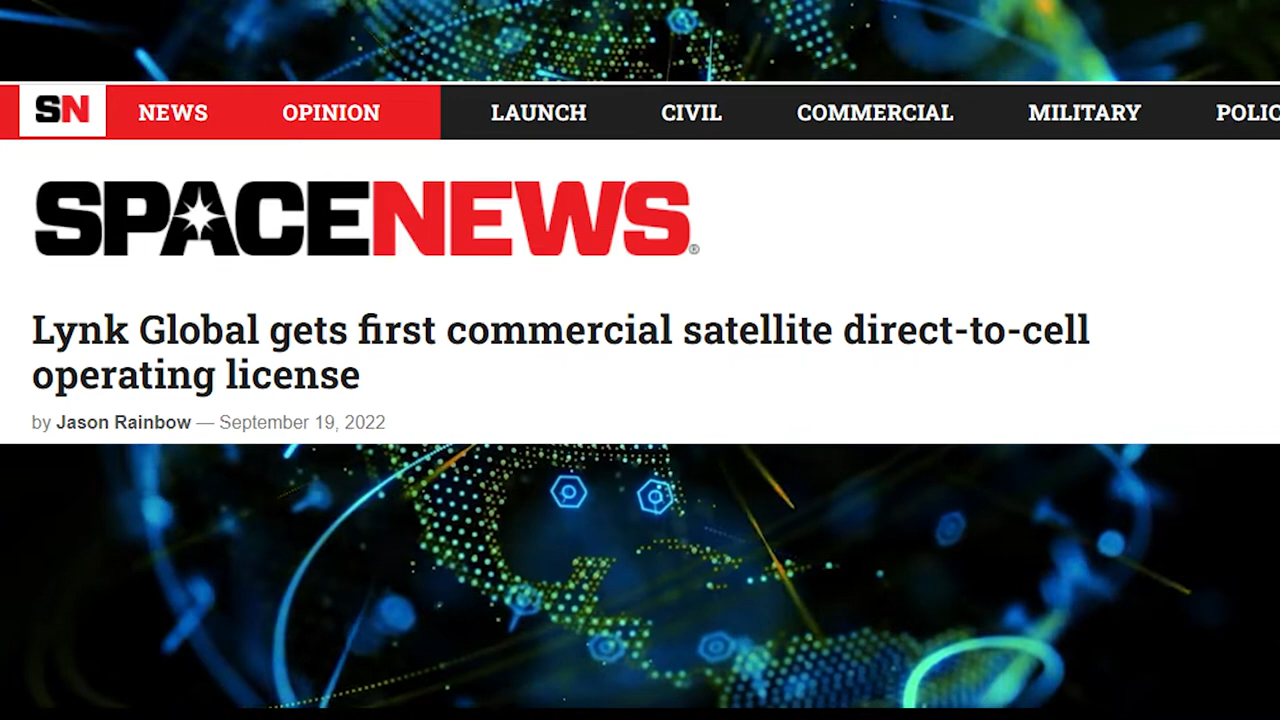 SN NEWS OPINION LAUNCH CIVIL COMMERCIAL MILITARY
SPACENEWS®
Lynk Global gets first commercial satellite direct-to-cell
operating license
by Jason Rainbow — September 19, 2022